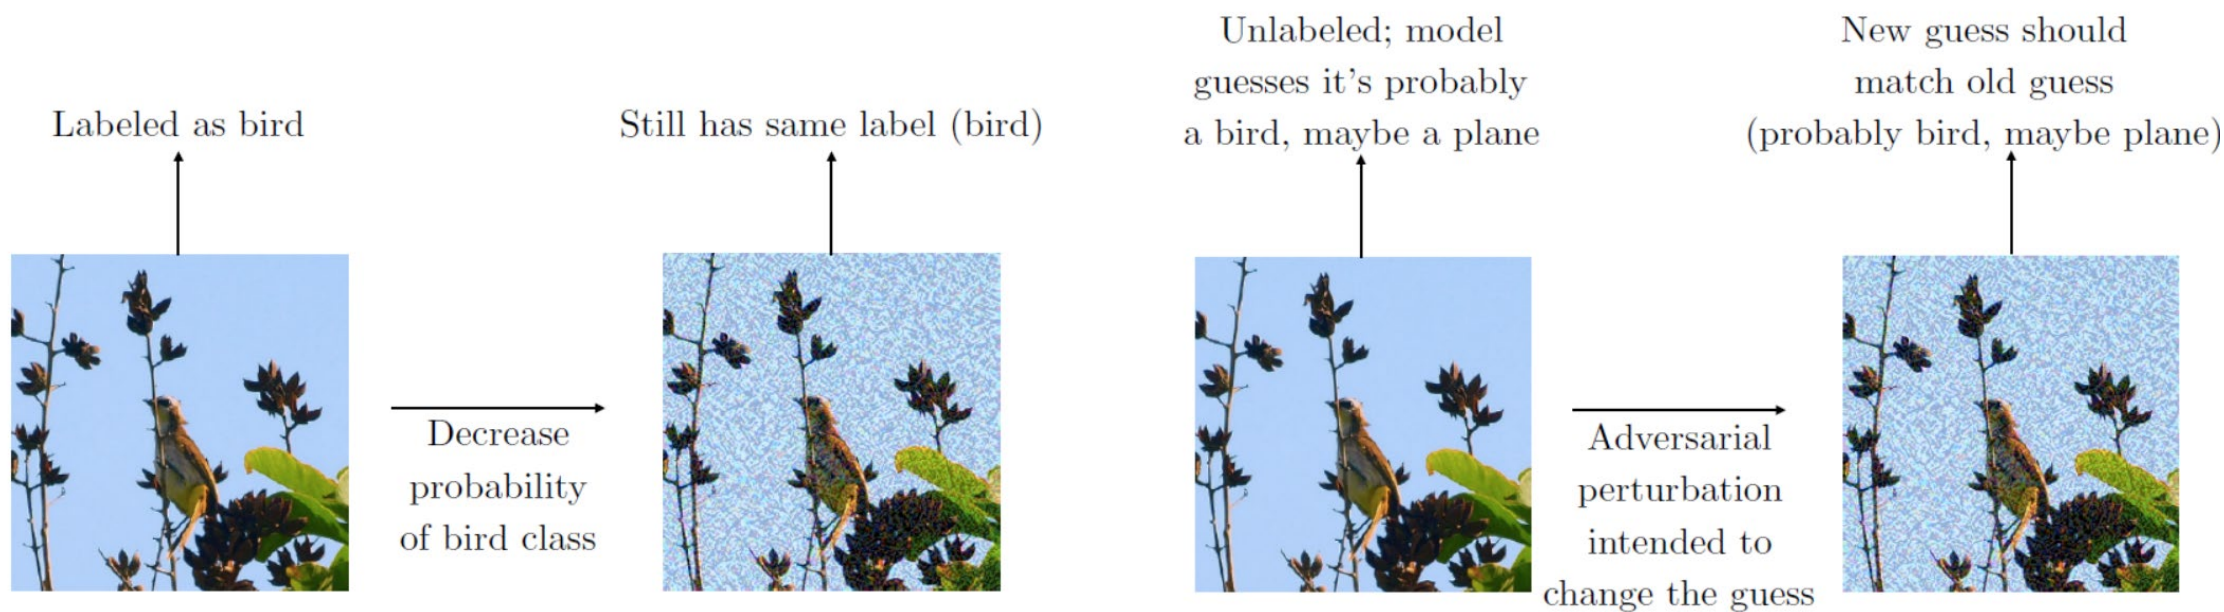 Labeled as bird
Decrease
probability
of bird class
Still has same label (bird)
Unlabeled; model
guesses it's probably
a bird, maybe a plane
Adversarial
perturbation
intended to
change the guess
New guess should
match old guess
(probably bird, maybe plane)